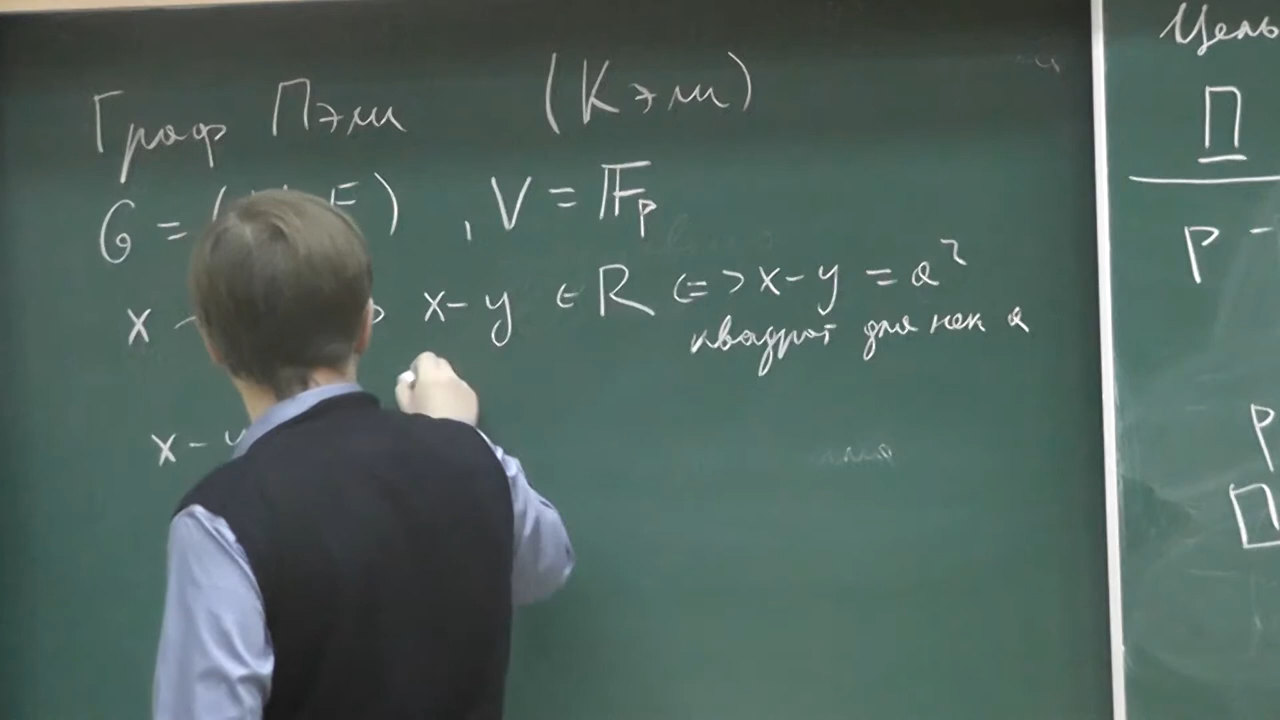 Граф Пэли (Кэли)
G = ( E ) , V = 𝔽ₚ
x ~ x-y ∈ R <=> x-y = a²
квадрат для нек a
x-y
Цель
П
p -
p
П